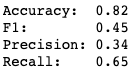 Accuracy:  0.82
F1:        0.45
Precision: 0.34
Recall:    0.65